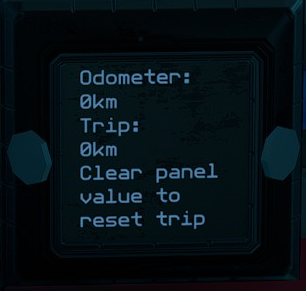 Odometer:
0km
Trip:
0km
Clear panel
value to
reset trip